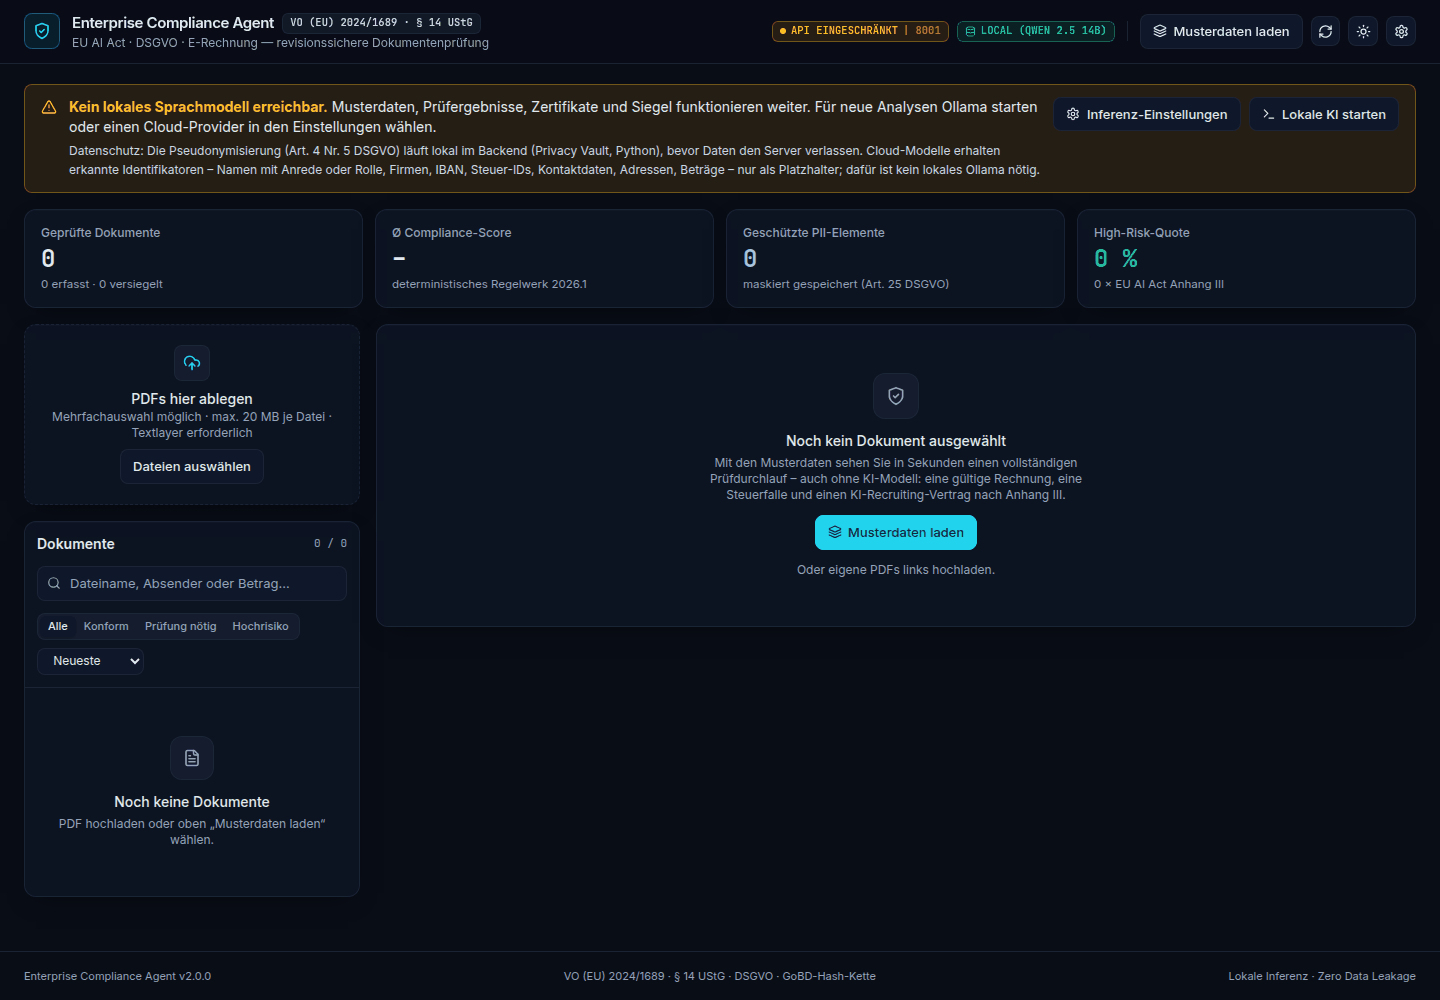 Enterprise Compliance Agent
VO (EU) 2024/1689 · § 14 UStG
EU AI Act · DSGVO · E-Rechnung — revisionssichere Dokumentenprüfung
API EINGESCHRÄNKT | 8001
LOCAL (QWEN 2.5 14B)
Musterdaten laden
Kein lokales Sprachmodell erreichbar. Musterdaten, Prüfergebnisse, Zertifikate und Siegel funktionieren weiter. Für neue Analysen Ollama starten
oder einen Cloud-Provider in den Einstellungen wählen.
Datenschutz: Die Pseudonymisierung (Art. 4 Nr. 5 DSGVO) läuft lokal im Backend (Privacy Vault, Python), bevor Daten den Server verlassen. Cloud-Modelle erhalten
erkannte Identifikatoren – Namen mit Anrede oder Rolle, Firmen, IBAN, Steuer-IDs, Kontaktdaten, Adressen, Beträge – nur als Platzhalter; dafür ist kein lokales Ollama nötig.
Inferenz-Einstellungen
Lokale KI starten
Geprüfte Dokumente
0
0 erfasst · 0 versiegelt
Ø Compliance-Score
–
deterministisches Regelwerk 2026.1
Geschützte PII-Elemente
0
maskiert gespeichert (Art. 25 DSGVO)
High-Risk-Quote
0 %
0 × EU AI Act Anhang III
PDFs hier ablegen
Mehrfachauswahl möglich · max. 20 MB je Datei ·
Textlayer erforderlich
Dateien auswählen
Dokumente
0 / 0
Dateiname, Absender oder Betrag...
Alle
Konform
Prüfung nötig
Hochrisiko
Neueste
Noch keine Dokumente
PDF hochladen oder oben „Musterdaten laden“
wählen.
Noch kein Dokument ausgewählt
Mit den Musterdaten sehen Sie in Sekunden einen vollständigen
Prüfdurchlauf – auch ohne KI-Modell: eine gültige Rechnung, eine
Steuerfalle und einen KI-Recruiting-Vertrag nach Anhang III.
Musterdaten laden
Oder eigene PDFs links hochladen.
Enterprise Compliance Agent v2.0.0
VO (EU) 2024/1689 · § 14 UStG · DSGVO · GoBD-Hash-Kette
Lokale Inferenz · Zero Data Leakage